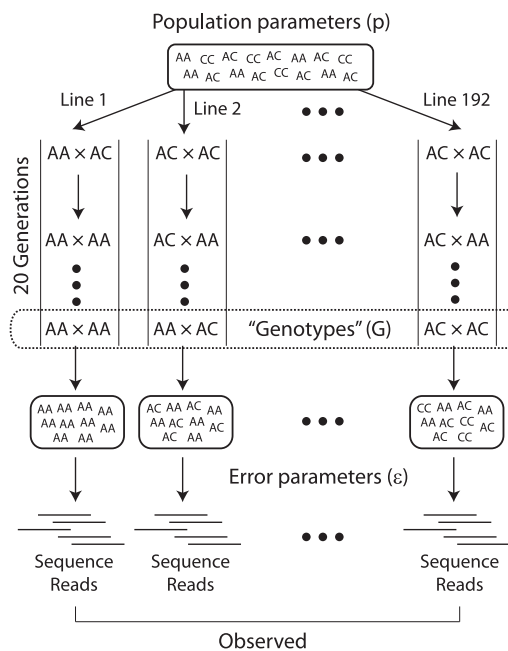 Population parameters (p)
AA CC AC CC AC AA AC CC
AA AC AA AC CC AC AA AC
Line 1
Line 2
Line 192
20 Generations
AA × AC
AC × AC
AC × AC
AA × AA
AC × AA
AC × AA
AA × AA
AA × AC
"Genotypes" (G)
AC × AC
AA AA AA AA
AA AA AA AA
AA AA
AC AA AC AA
AA AC AA AC
AC AA
CC AA AC AA
AA AC CC AC
AC CC
Error parameters (ε)
Sequence
Reads
Sequence
Reads
Sequence
Reads
Observed